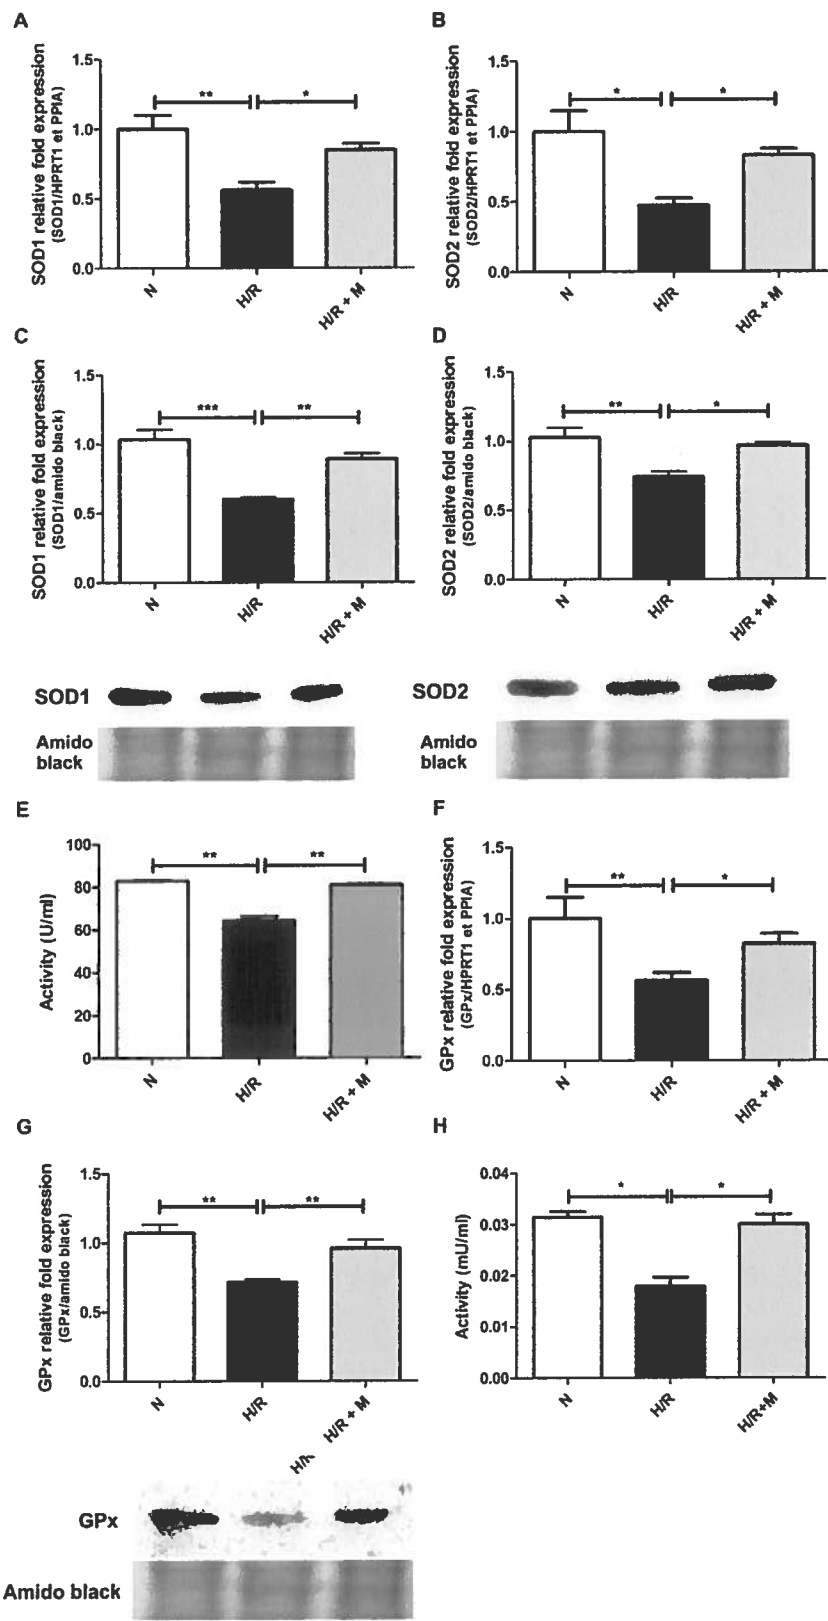 A
SOD1 relative fold expression
(SOD1/HPRT1 et PPIA)
1.5
1.0
0.5
0.0
**
*
N
H/R
H/R + M
B
SOD2 relative fold expression
(SOD2/HPRT1 et PPIA)
1.5
1.0
0.5
0.0
*
*
N
H/R
H/R + M
C
SOD1 relative fold expression
(SOD1/amido black)
1.5
1.0
0.5
0.0
***
**
N
H/R
H/R + M
D
SOD2 relative fold expression
(SOD2/amido black)
1.5
1.0
0.5
0.0
**
*
N
H/R
H/R + M
SOD1
Amido
black
SOD2
Amido
black
E
Activity (U/ml)
100
80
60
40
20
0
**
**
N
H/R
H/R + M
F
GPx relative fold expression
(GPx/HPRT1 et PPIA)
1.5
1.0
0.5
0.0
**
*
N
H/R
H/R + M
G
GPx relative fold expression
(GPx/amido black)
1.5
1.0
0.5
0.0
**
**
N
H/R
H/R + M
H
Activity (mU/ml)
0.04
0.03
0.02
0.01
0.00
*
*
N
H/R
H/R+M
GPx
Amido black